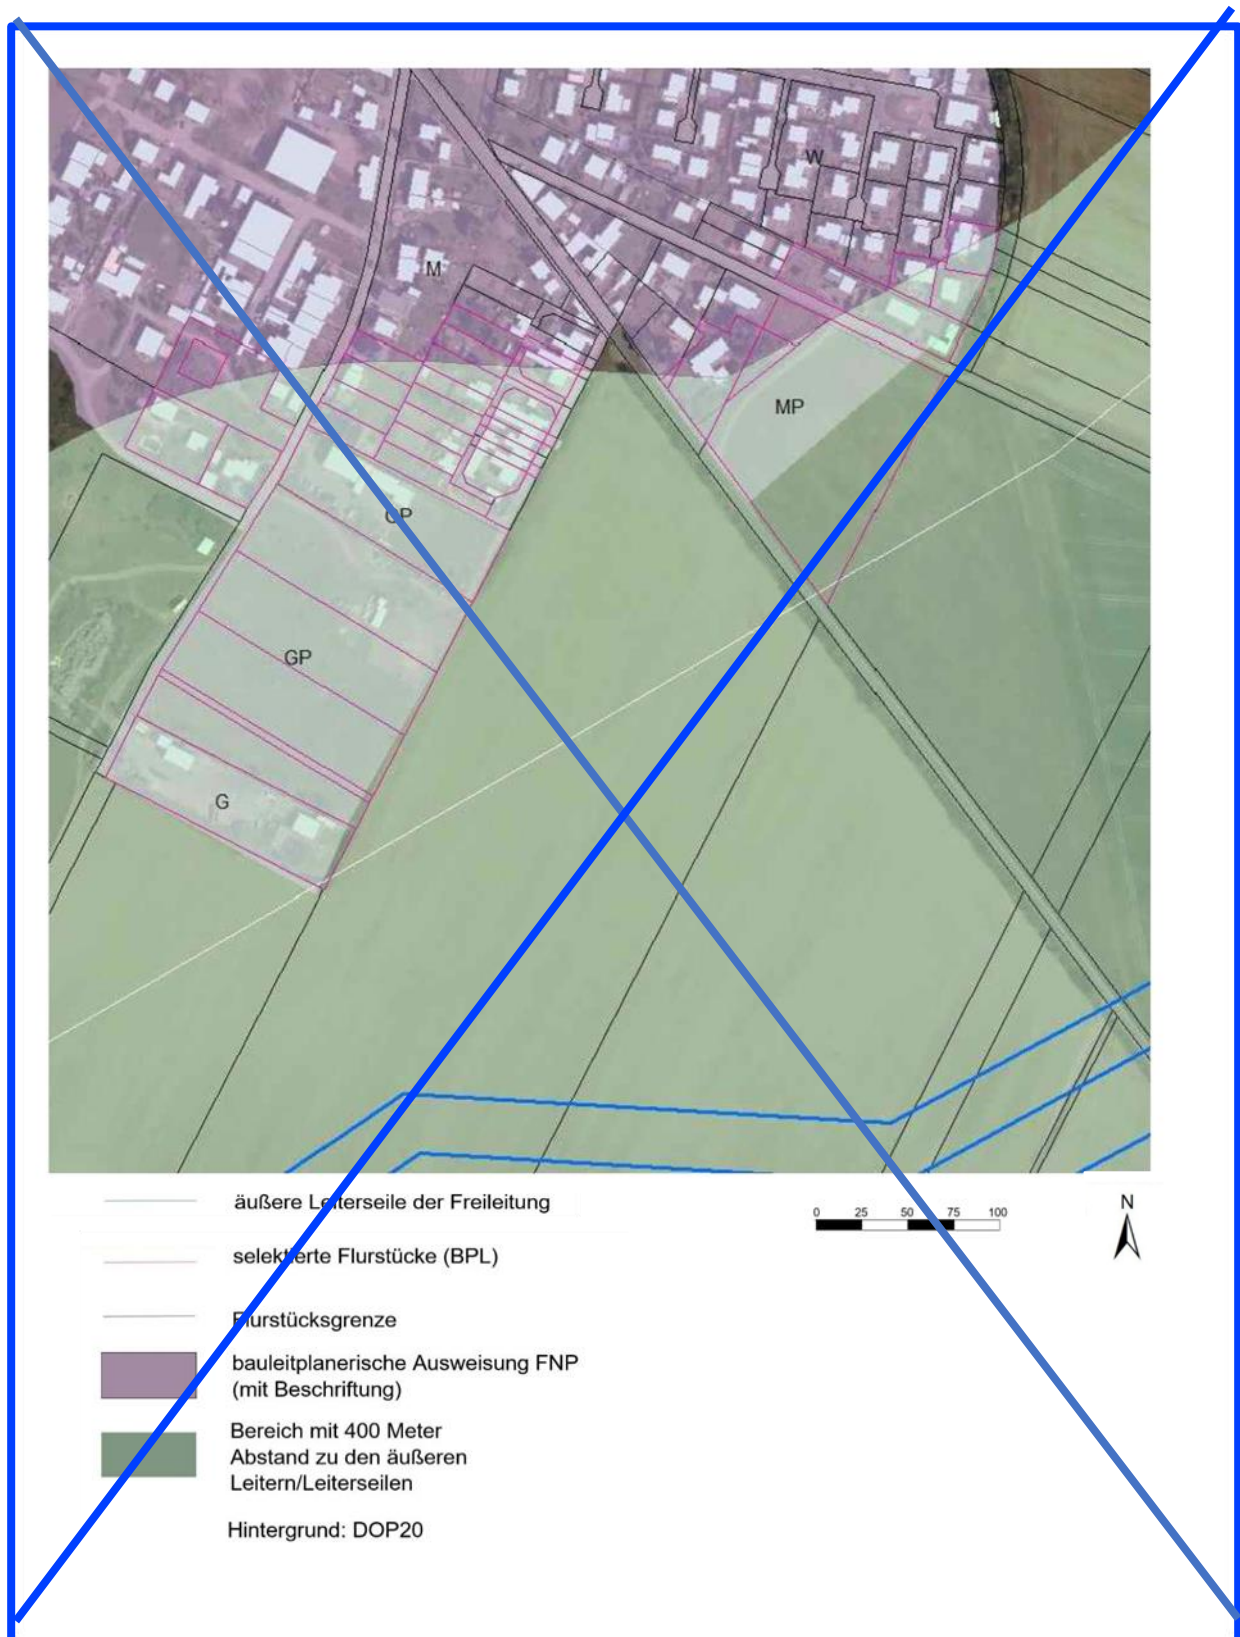 W
M
MP
GP
GP
G
äußere Leiterseile der Freileitung
0 25 50 75 100
N
selektierte Flurstücke (BPL)
Flurstücksgrenze
bauleitplanerische Ausweisung FNP
(mit Beschriftung)
Bereich mit 400 Meter
Abstand zu den äußeren
Leitern/Leiterseilen
Hintergrund: DOP20